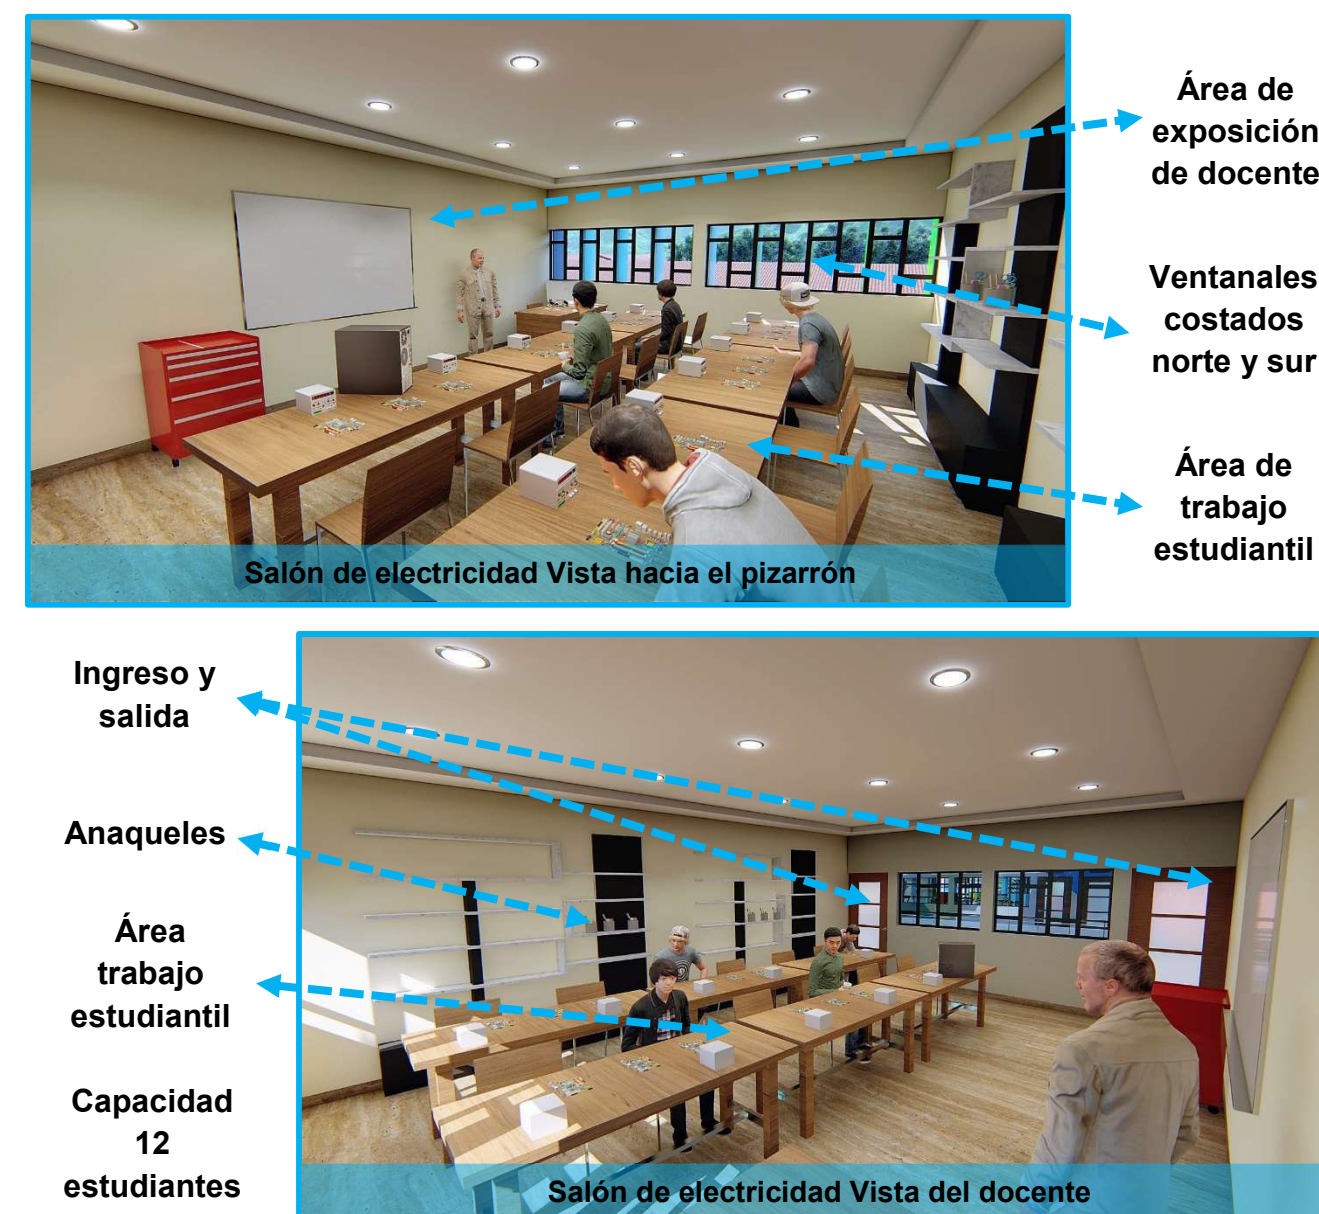 Área de
exposición
de docente
Ventanales
costados
norte y sur
Área de
trabajo
estudiantil
Salón de electricidad Vista hacia el pizarrón
Ingreso y
salida
Anaqueles
Área
trabajo
estudiantil
Capacidad
12
estudiantes
Salón de electricidad Vista del docente